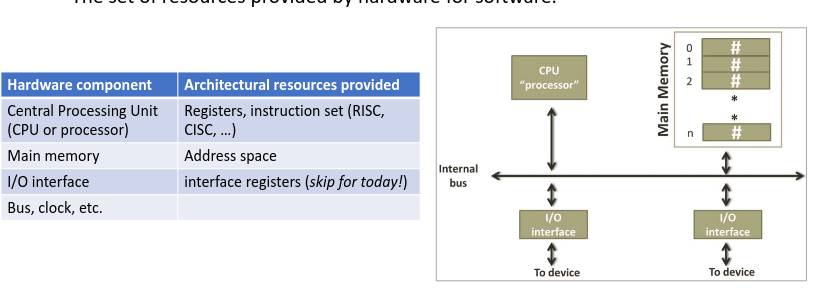 The set of resources provided by hardware for software.
Hardware component
Architectural resources provided
Central Processing Unit
(CPU or processor)
Registers, instruction set (RISC,
CISC, …)
Main memory
Address space
I/O interface
interface registers (skip for today!)
Bus, clock, etc.
CPU
“processor”
Main Memory
0 #
1 #
2 #
*
*
n #
Internal
bus
I/O
interface
I/O
interface
To device
To device